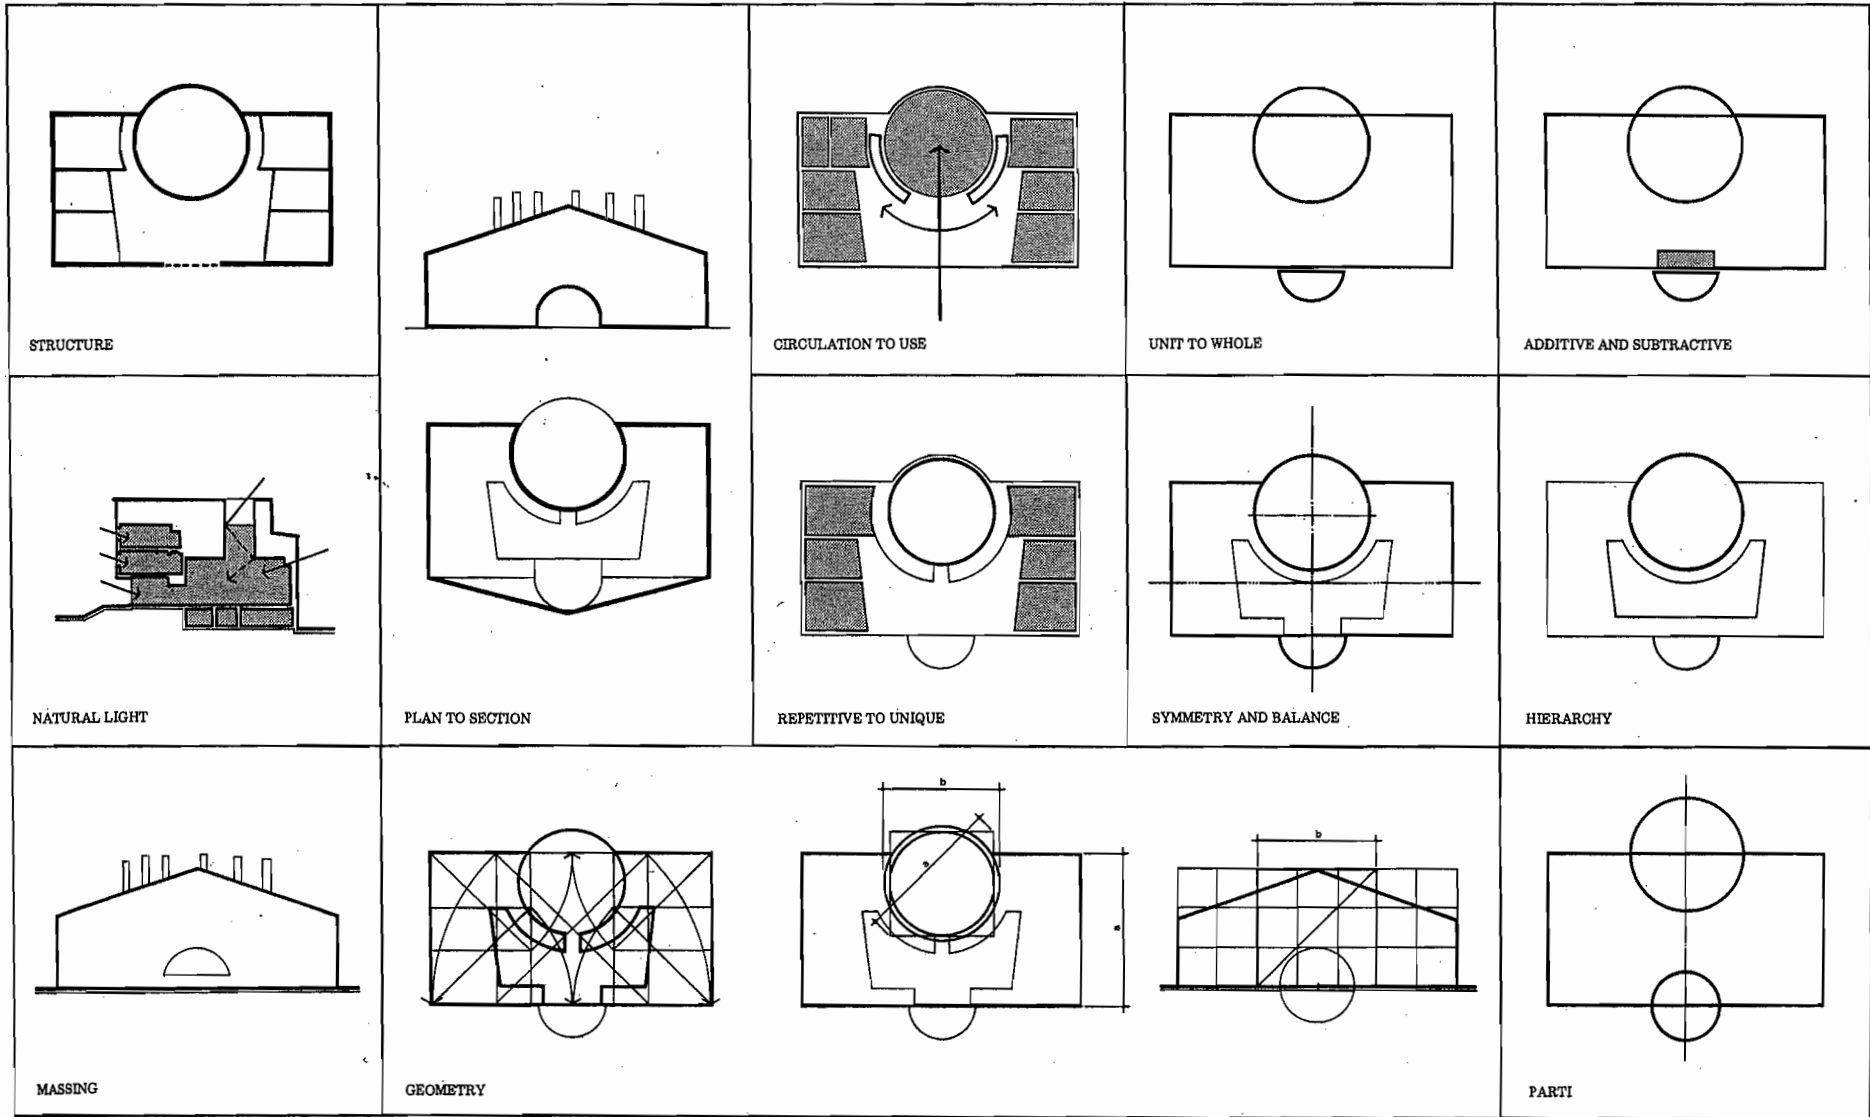 STRUCTURE
CIRCULATION TO USE
UNIT TO WHOLE
ADDITIVE AND SUBTRACTIVE
NATURAL LIGHT
PLAN TO SECTION
REPETITIVE TO UNIQUE
SYMMETRY AND BALANCE
HIERARCHY
b
a
a
b
MASSING
GEOMETRY
PARTI